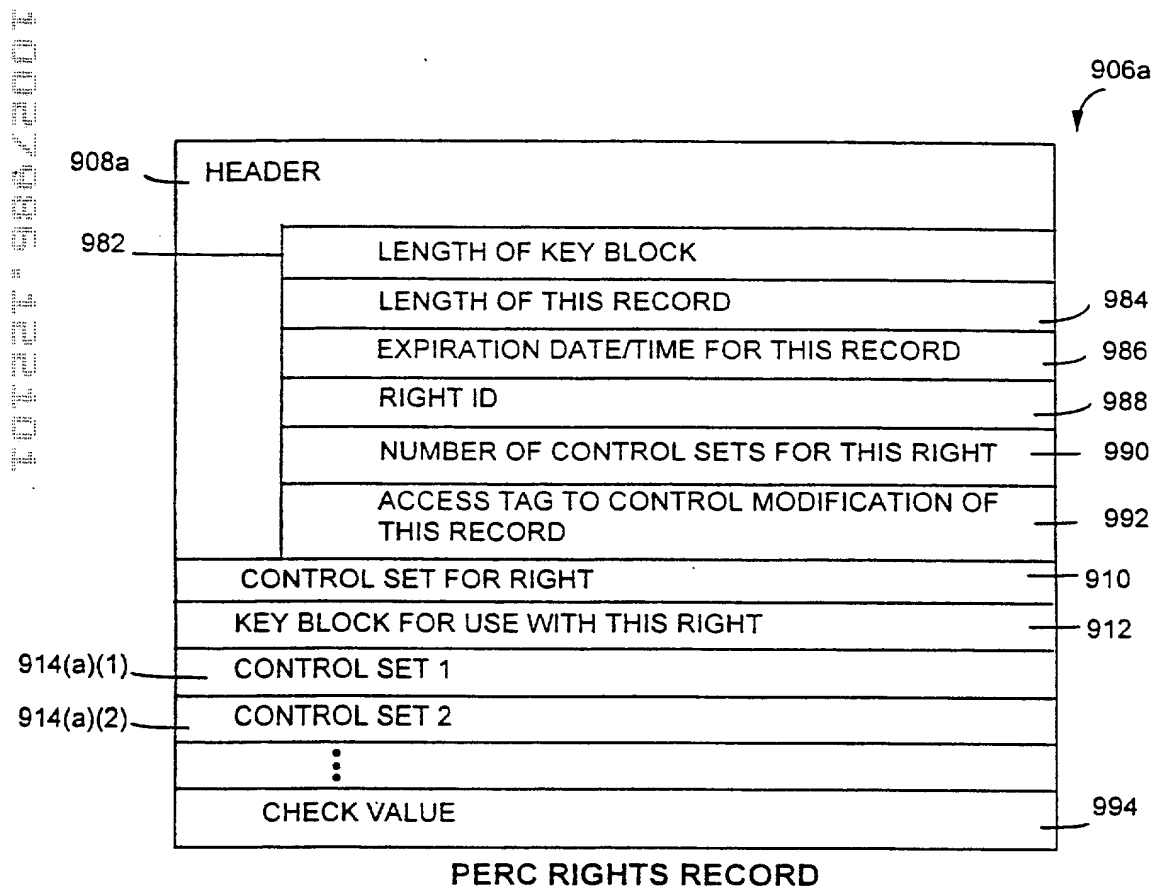 906a
908a
HEADER
982
LENGTH OF KEY BLOCK
LENGTH OF THIS RECORD
984
EXPIRATION DATE/TIME FOR THIS RECORD
986
RIGHT ID
988
NUMBER OF CONTROL SETS FOR THIS RIGHT
990
ACCESS TAG TO CONTROL MODIFICATION OF
THIS RECORD
992
CONTROL SET FOR RIGHT
910
KEY BLOCK FOR USE WITH THIS RIGHT
912
914(a)(1)
CONTROL SET 1
914(a)(2)
CONTROL SET 2
CHECK VALUE
994
PERC RIGHTS RECORD
10027985.122101